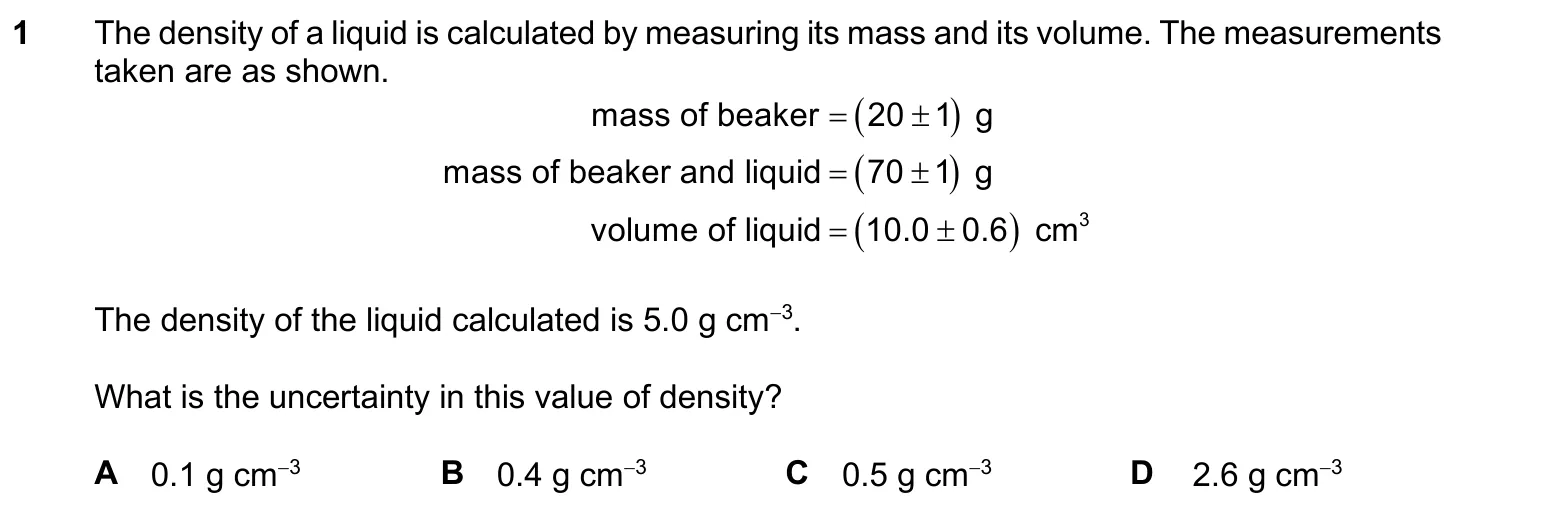 1 The density of a liquid is calculated by measuring its mass and its volume. The measurements
taken are as shown.
mass of beaker = (20 ± 1) g
mass of beaker and liquid = (70 ± 1) g
volume of liquid = (10.0 ± 0.6) cm³
The density of the liquid calculated is 5.0 g cm⁻³.
What is the uncertainty in this value of density?
A 0.1 g cm⁻³ B 0.4 g cm⁻³ C 0.5 g cm⁻³ D 2.6 g cm⁻³